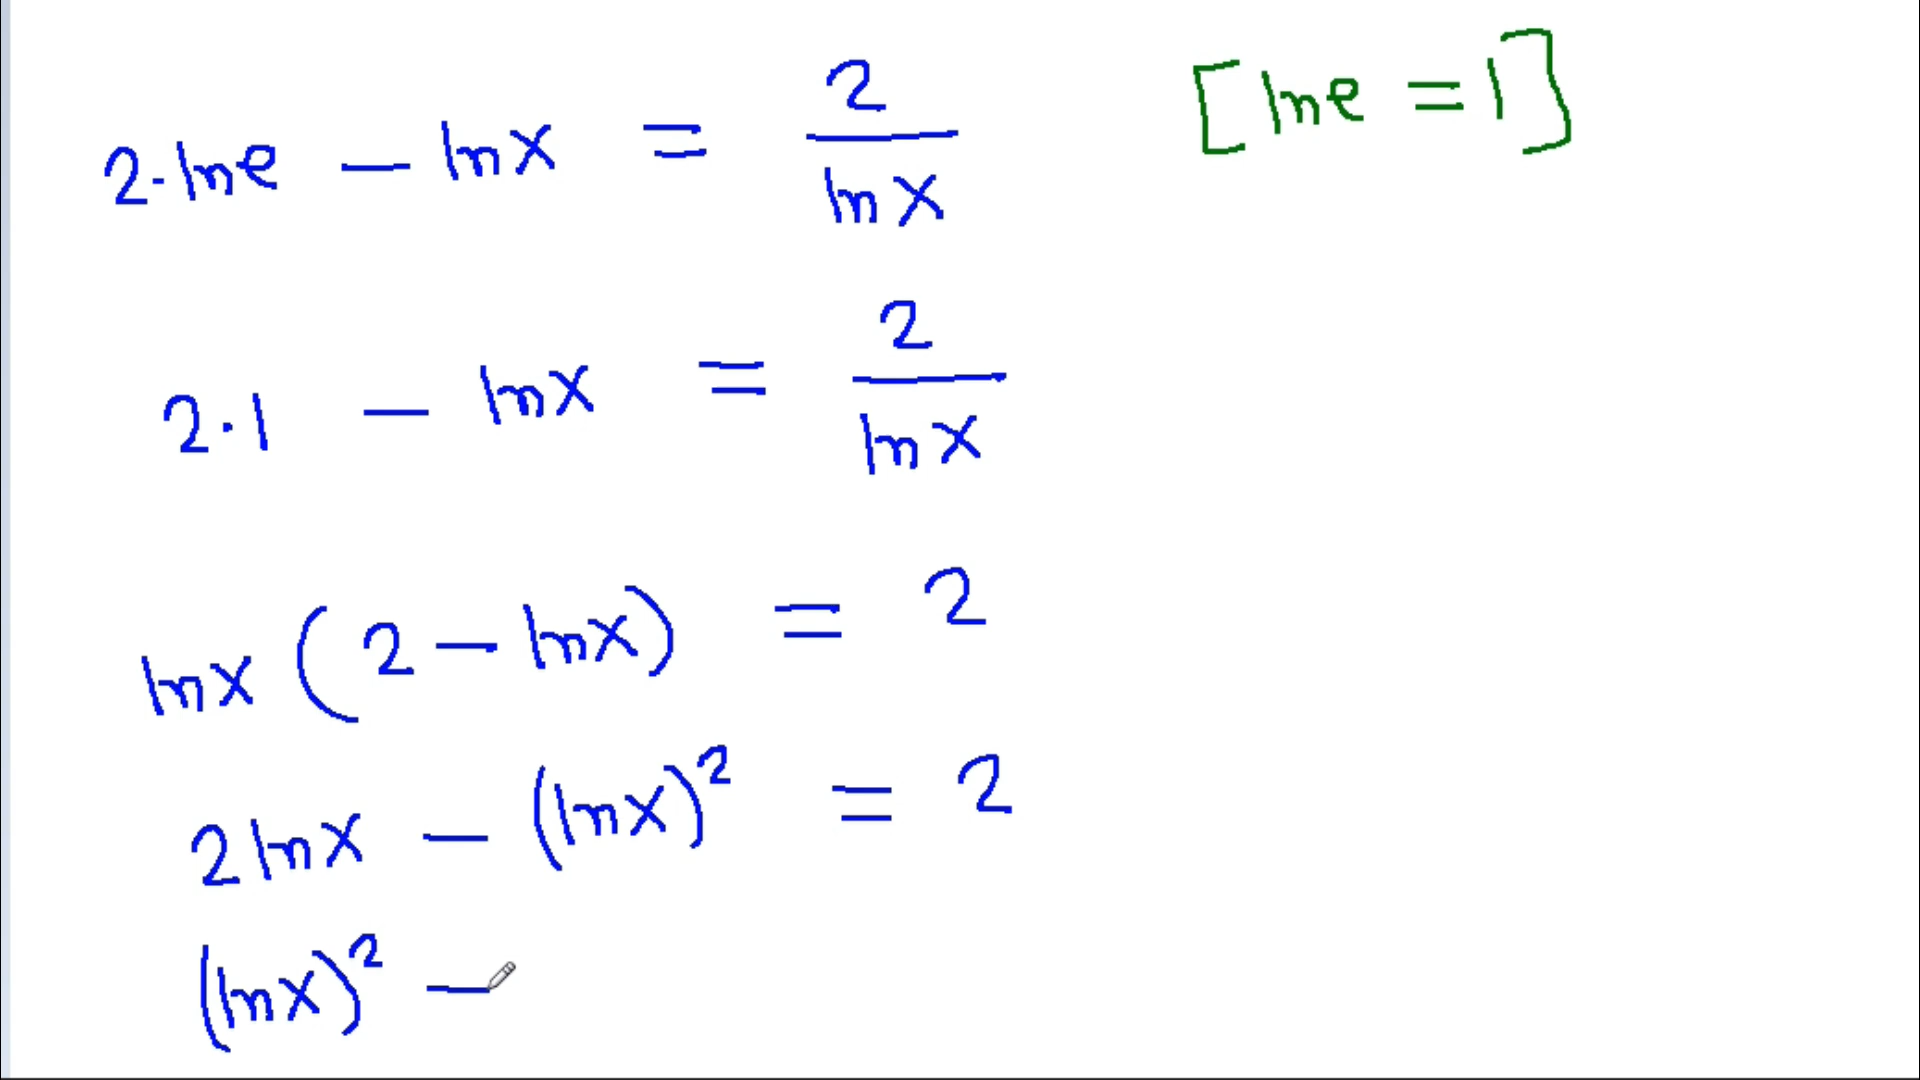 2·lne − lnx = 2/lnx [lne = 1]
2·1 − lnx = 2/lnx
lnx (2 − lnx) = 2
2lnx − (lnx)² = 2
(lnx)² −